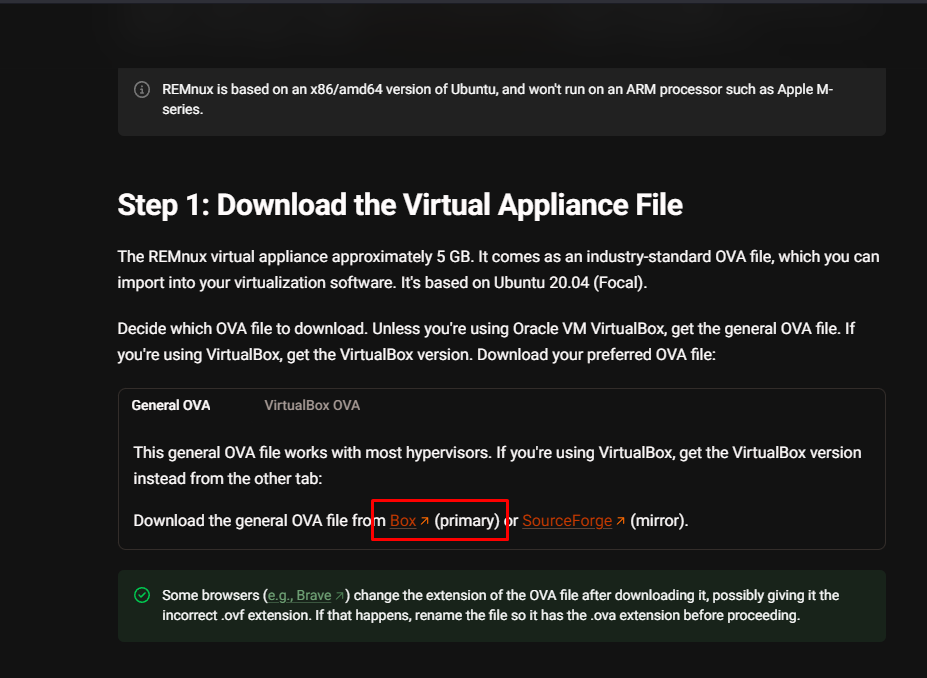 REMnux is based on an x86/amd64 version of Ubuntu, and won't run on an ARM processor such as Apple M-
series.
Step 1: Download the Virtual Appliance File
The REMnux virtual appliance approximately 5 GB. It comes as an industry-standard OVA file, which you can
import into your virtualization software. It's based on Ubuntu 20.04 (Focal).
Decide which OVA file to download. Unless you're using Oracle VM VirtualBox, get the general OVA file. If
you're using VirtualBox, get the VirtualBox version. Download your preferred OVA file:
General OVA VirtualBox OVA
This general OVA file works with most hypervisors. If you're using VirtualBox, get the VirtualBox version
instead from the other tab:
Download the general OVA file from Box ↗ (primary) or SourceForge ↗ (mirror).
Some browsers (e.g., Brave ↗) change the extension of the OVA file after downloading it, possibly giving it the
incorrect .ovf extension. If that happens, rename the file so it has the .ova extension before proceeding.